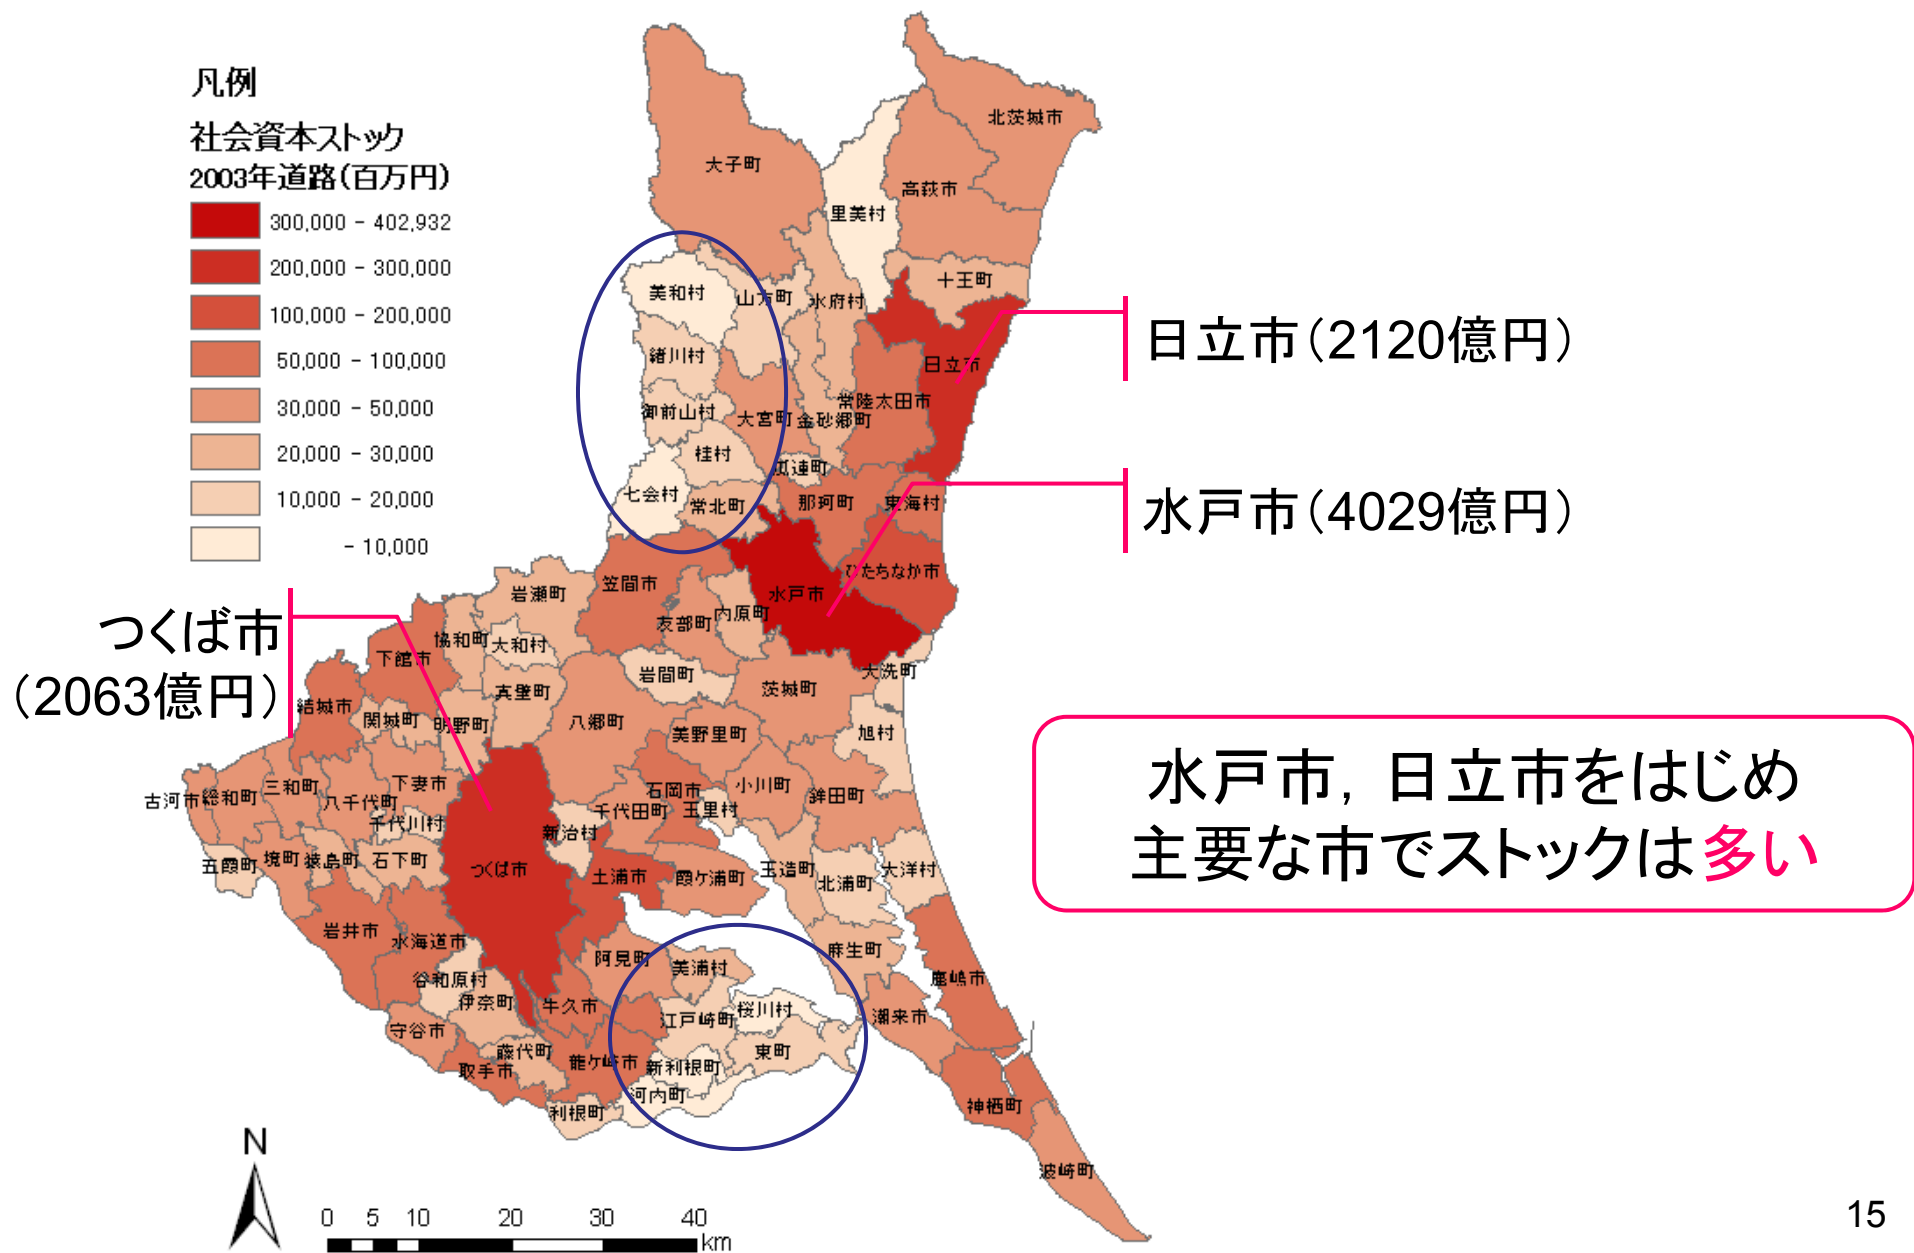 凡例
社会資本ストック
2003年道路(百万円)
300,000 - 402,932
200,000 - 300,000
100,000 - 200,000
50,000 - 100,000
30,000 - 50,000
20,000 - 30,000
10,000 - 20,000
- 10,000
北茨城市
大子町
高萩市
里美村
十王町
美和村
山方町
水府村
緒川村
日立市
御前山村
大宮町
金砂郷町
常陸太田市
桂村
瓜連町
七会村
常北町
那珂町
東海村
ひたちなか市
水戸市
岩瀬町
笠間市
友部町
内原町
協和町
大和村
下館市
岩間町
大洗町
茨城町
真壁町
結城市
関城町
明野町
八郷町
美野里町
旭村
古河市
総和町
三和町
八千代町
下妻市
千代川村
石岡市
玉里村
小川町
鉾田町
千代田町
新治村
五霞町
境町
猿島町
石下町
つくば市
土浦市
霞ケ浦町
玉造町
北浦町
大洋村
岩井市
水海道市
麻生町
阿見町
美浦村
谷和原村
伊奈町
牛久市
鹿嶋市
桜川村
江戸崎町
潮来市
守谷市
藤代町
取手市
龍ケ崎市
新利根町
東町
河内町
利根町
神栖町
波崎町
日立市(2120億円)
水戸市(4029億円)
つくば市
(2063億円)
水戸市，日立市をはじめ
主要な市でストックは多い
N
0 5 10 20 30 40
km
15